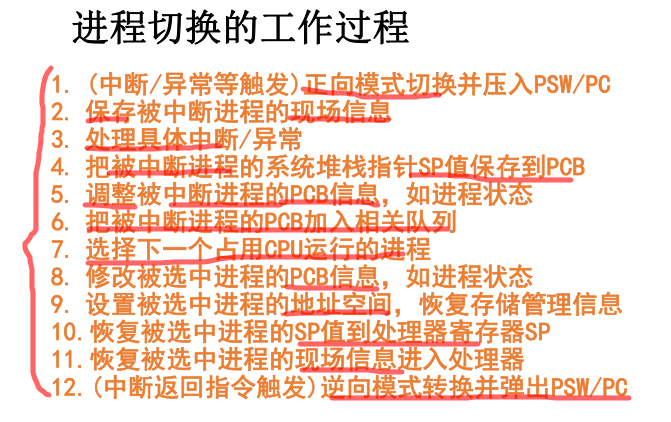 进程切换的工作过程
1. (中断/异常等触发)正向模式切换并压入PSW/PC
2. 保存被中断进程的现场信息
3. 处理具体中断/异常
4. 把被中断进程的系统堆栈指针SP值保存到PCB
5. 调整被中断进程的PCB信息，如进程状态
6. 把被中断进程的PCB加入相关队列
7. 选择下一个占用CPU运行的进程
8. 修改被选中进程的PCB信息，如进程状态
9. 设置被选中进程的地址空间，恢复存储管理信息
10. 恢复被选中进程的SP值到处理器寄存器SP
11. 恢复被选中进程的现场信息进入处理器
12. (中断返回指令触发)逆向模式转换并弹出PSW/PC